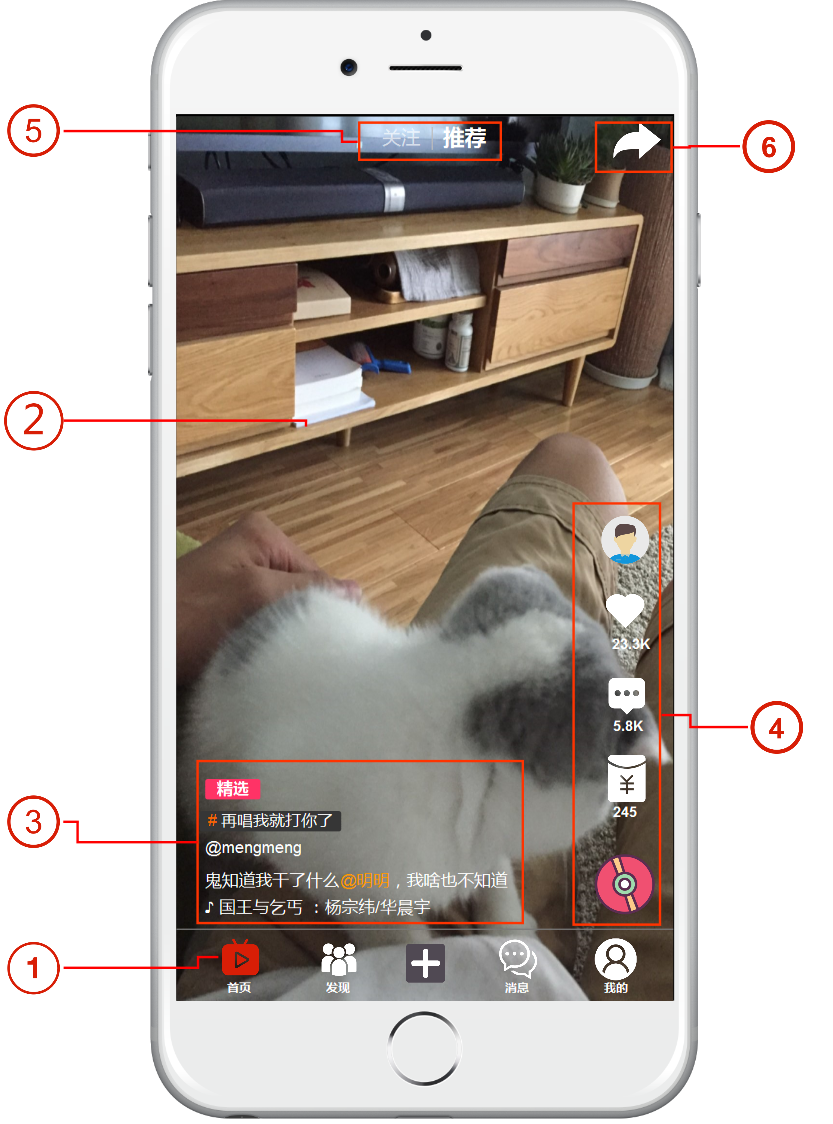 5
关注 推荐
6
2
23.3K
5.8K
4
¥
245
精选
3
#再唱我就打你了
@mengmeng
鬼知道我干了什么@明明，我啥也不知道
♪ 国王与乞丐 ：杨宗纬/华晨宇
1
首页 发现 消息 我的